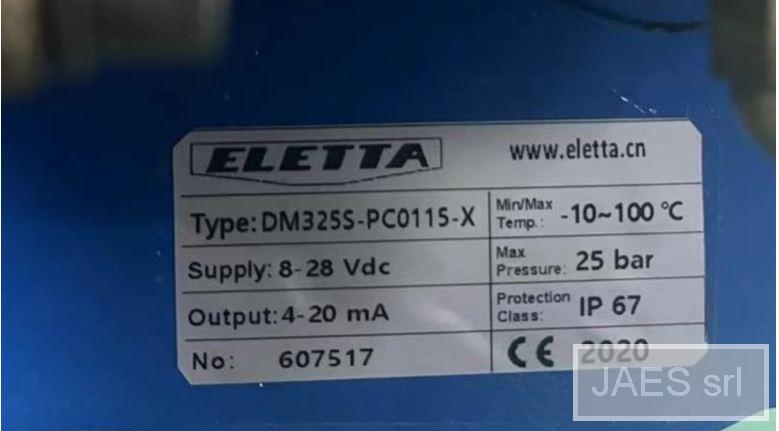 ELETTA
www.eletta.cn
Type: DM325S-PC0115-X
Min/Max
Temp.: -10~100 °C
Supply: 8-28 Vdc
Max
Pressure: 25 bar
Output: 4-20 mA
Protection
Class: IP 67
No: 607517
CE 2020
JAES srl